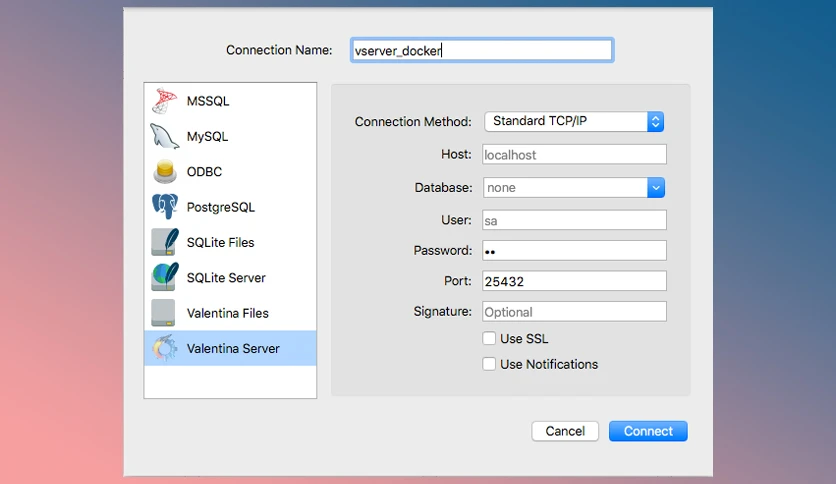 Connection Name: vserver_docker
MSSQL
MySQL
ODBC
PostgreSQL
SQLite Files
SQLite Server
Valentina Files
Valentina Server
Connection Method: Standard TCP/IP
Host: localhost
Database: none
User: sa
Password: ••
Port: 25432
Signature: Optional
Use SSL
Use Notifications
Cancel Connect